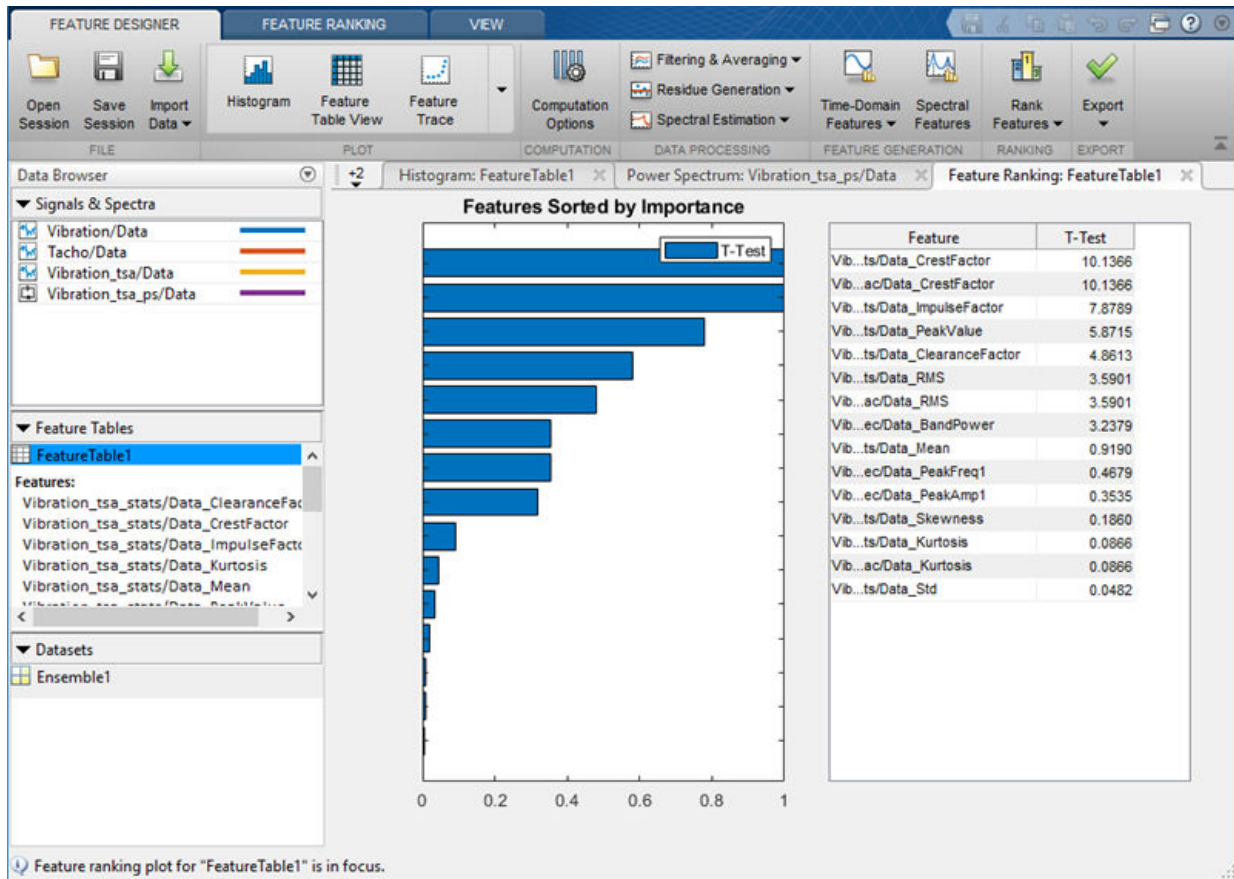 FEATURE DESIGNER FEATURE RANKING VIEW
Open Session
Save Session
Import Data
Histogram
Feature Table View
Feature Trace
Computation Options
Filtering & Averaging
Residue Generation
Spectral Estimation
Time-Domain Features
Spectral Features
Rank Features
Export
FILE PLOT COMPUTATION DATA PROCESSING FEATURE GENERATION RANKING EXPORT
Data Browser
+2 Histogram: FeatureTable1 Power Spectrum: Vibration_tsa_ps/Data Feature Ranking: FeatureTable1
Signals & Spectra
Vibration/Data
Tacho/Data
Vibration_tsa/Data
Vibration_tsa_ps/Data
Feature Tables
FeatureTable1
Features:
Vibration_tsa_stats/Data_ClearanceFac
Vibration_tsa_stats/Data_CrestFactor
Vibration_tsa_stats/Data_ImpulseFacto
Vibration_tsa_stats/Data_Kurtosis
Vibration_tsa_stats/Data_Mean
Datasets
Ensemble1
Features Sorted by Importance
T-Test
0 0.2 0.4 0.6 0.8 1
Feature T-Test
Vib...ts/Data_CrestFactor 10.1366
Vib...ac/Data_CrestFactor 10.1366
Vib...ts/Data_ImpulseFactor 7.8789
Vib...ts/Data_PeakValue 5.8715
Vib...ts/Data_ClearanceFactor 4.8613
Vib...ts/Data_RMS 3.5901
Vib...ac/Data_RMS 3.5901
Vib...ec/Data_BandPower 3.2379
Vib...ts/Data_Mean 0.9190
Vib...ec/Data_PeakFreq1 0.4679
Vib...ec/Data_PeakAmp1 0.3535
Vib...ts/Data_Skewness 0.1860
Vib...ts/Data_Kurtosis 0.0866
Vib...ac/Data_Kurtosis 0.0866
Vib...ts/Data_Std 0.0482
Feature ranking plot for "FeatureTable1" is in focus.